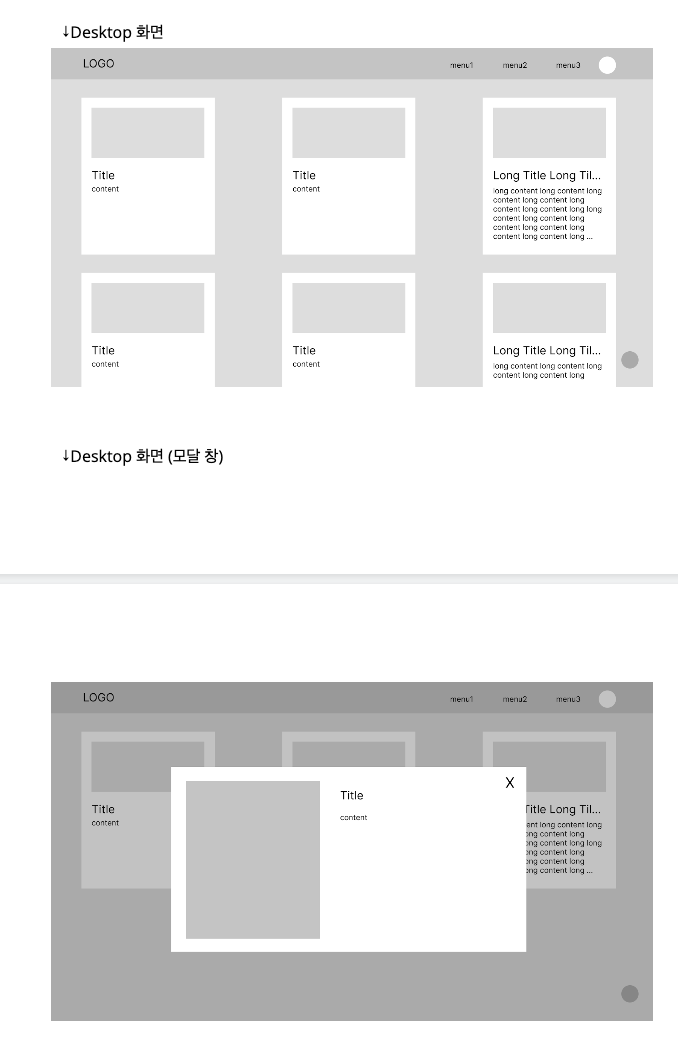 ↓Desktop 화면
LOGO
menu1
menu2
menu3
Title
content
Title
content
Long Title Long Til...
long content long content long
content long content long
content long content long long
content long content long
content long content long
content long content long ...
Title
content
Title
content
Long Title Long Til...
long content long content long
content long content long
↓Desktop 화면 (모달 창)
LOGO
menu1
menu2
menu3
Title
content
Title
content
X
Title Long Til...
ent long content long
ong content long
ong content long long
ong content long
ong content long
ong content long ...